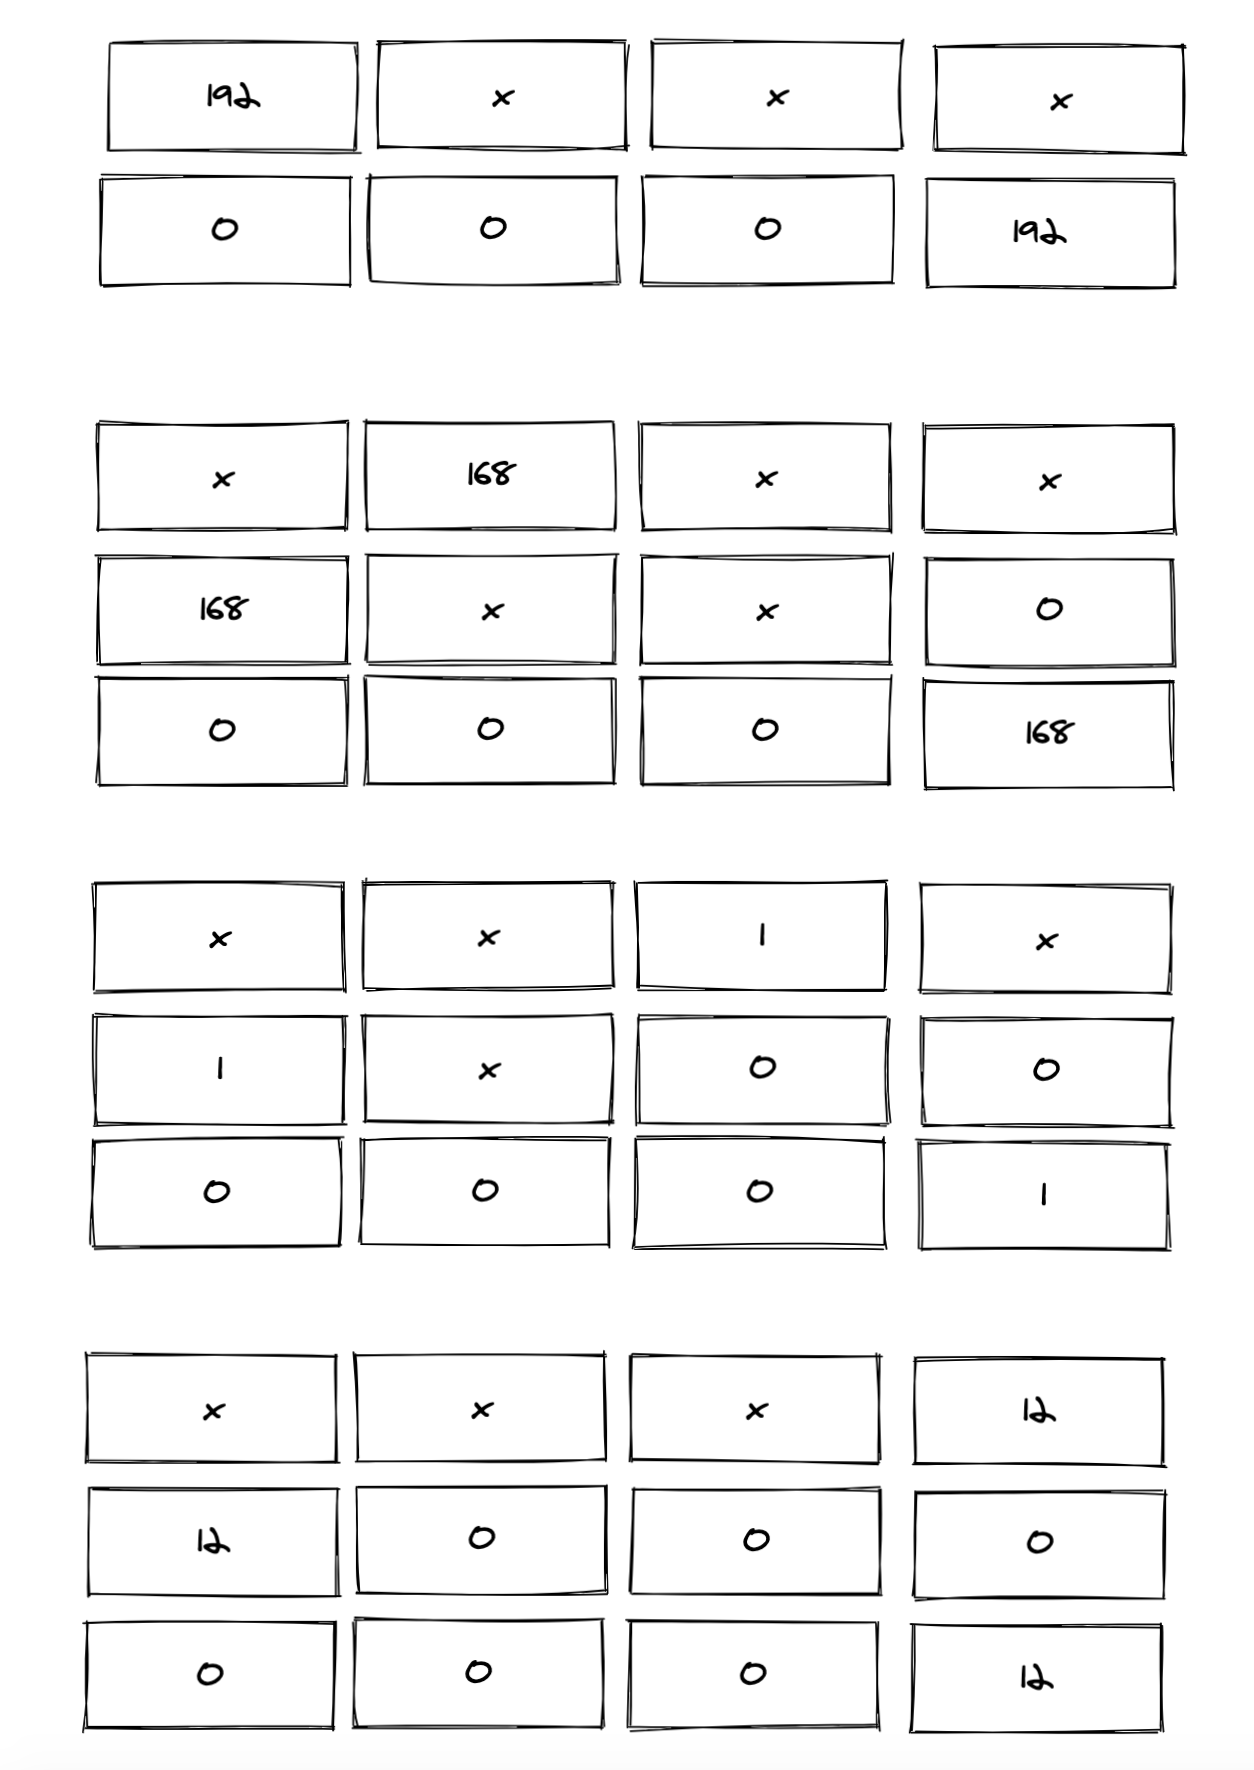 192 x x x
0 0 0 192
x 168 x x
168 x x 0
0 0 0 168
x x 1 x
1 x 0 0
0 0 0 1
x x x 12
12 0 0 0
0 0 0 12